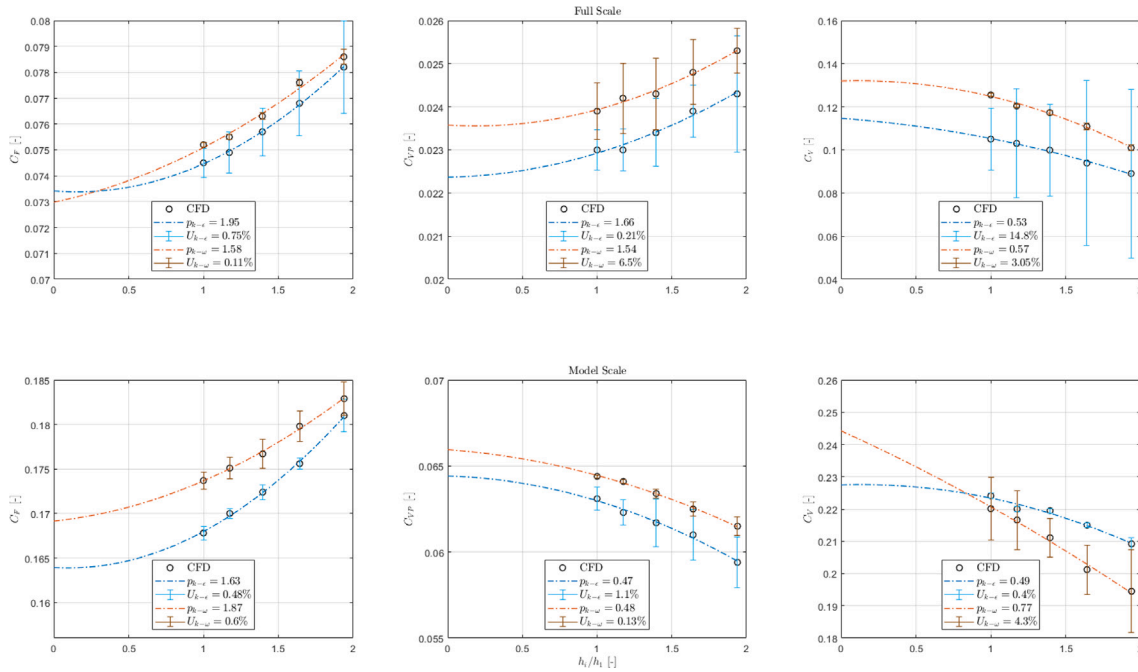 Full Scale
0.08
0.079
0.078
0.077
0.076
0.075
0.074
0.073
0.072
0.071
0.07
C_F [-]
0 0.5 1 1.5 2
CFD
p_{k-ϵ} = 1.95
U_{k-ϵ} = 0.75%
p_{k-ω} = 1.58
U_{k-ω} = 0.11%
0.026
0.025
0.024
0.023
0.022
0.021
0.02
C_{VP} [-]
0 0.5 1 1.5 2
CFD
p_{k-ϵ} = 1.66
U_{k-ϵ} = 0.21%
p_{k-ω} = 1.54
U_{k-ω} = 6.5%
0.16
0.14
0.12
0.1
0.08
0.06
0.04
C_V [-]
0 0.5 1 1.5 2
CFD
p_{k-ϵ} = 0.53
U_{k-ϵ} = 14.8%
p_{k-ω} = 0.57
U_{k-ω} = 3.05%
Model Scale
0.185
0.18
0.175
0.17
0.165
0.16
C_F [-]
0 0.5 1 1.5 2
CFD
p_{k-ϵ} = 1.63
U_{k-ϵ} = 0.48%
p_{k-ω} = 1.87
U_{k-ω} = 0.6%
0.07
0.065
0.06
0.055
C_{VP} [-]
0 0.5 1 1.5 2
h_i/h_1 [-]
CFD
p_{k-ϵ} = 0.47
U_{k-ϵ} = 1.1%
p_{k-ω} = 0.48
U_{k-ω} = 0.13%
0.26
0.25
0.24
0.23
0.22
0.21
0.2
0.19
0.18
C_V [-]
0 0.5 1 1.5 2
CFD
p_{k-ϵ} = 0.49
U_{k-ϵ} = 0.4%
p_{k-ω} = 0.77
U_{k-ω} = 4.3%